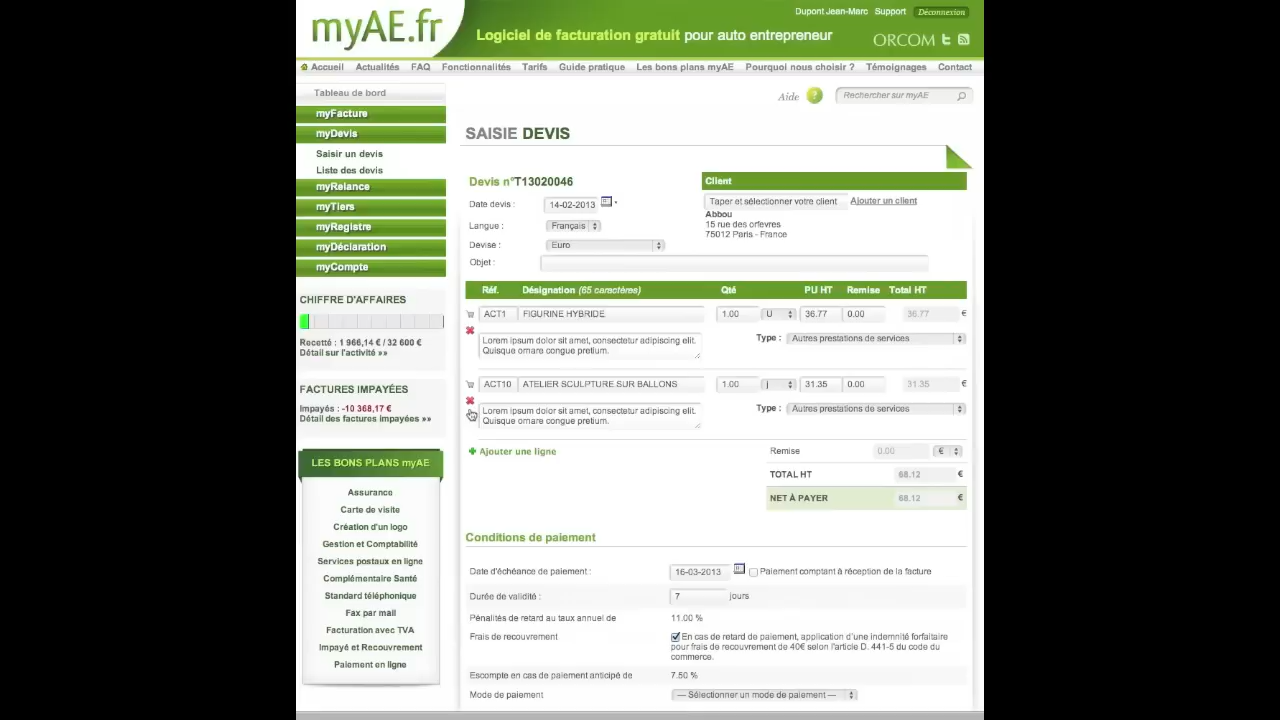 myAE.fr
Dupont Jean-Marc Support Déconnexion
Logiciel de facturation gratuit pour auto entrepreneur
ORCOM
Accueil Actualités FAQ Fonctionnalités Tarifs Guide pratique Les bons plans myAE Pourquoi nous choisir ? Témoignages Contact
Tableau de bord
myFacture
myDevis
Saisir un devis
Liste des devis
myRelance
myTiers
myRegistre
myDéclaration
myCompte
CHIFFRE D'AFFAIRES
Recetté : 1 966,14 € / 32 600 €
Détail sur l'activité »»
FACTURES IMPAYÉES
Impayés : -10 368,17 €
Détail des factures impayées »»
LES BONS PLANS myAE
Assurance
Carte de visite
Création d'un logo
Gestion et Comptabilité
Services postaux en ligne
Complémentaire Santé
Standard téléphonique
Fax par mail
Facturation avec TVA
Impayé et Recouvrement
Paiement en ligne
Aide ? Rechercher sur myAE
SAISIE DEVIS
Devis n°T13020046
Date devis : 14-02-2013 *
Langue : Français
Devise : Euro
Objet :
Client
Taper et sélectionner votre client Ajouter un client
Abbou
15 rue des orfevres
75012 Paris - France
Réf. Désignation (65 caractères) Qté PU HT Remise Total HT
ACT1 FIGURINE HYBRIDE 1.00 U 36.77 0.00 36.77 €
Lorem ipsum dolor sit amet, consectetur adipiscing elit.
Quisque ornare congue pretium.
Type : Autres prestations de services
ACT10 ATELIER SCULPTURE SUR BALLONS 1.00 j 31.35 0.00 31.35 €
Lorem ipsum dolor sit amet, consectetur adipiscing elit.
Quisque ornare congue pretium.
Type : Autres prestations de services
Ajouter une ligne
Remise 0.00 €
TOTAL HT 68.12 €
NET À PAYER 68.12 €
Conditions de paiement
Date d'échéance de paiement : 16-03-2013 Paiement comptant à réception de la facture
Durée de validité : 7 jours
Pénalités de retard au taux annuel de 11.00 %
Frais de recouvrement En cas de retard de paiement, application d'une indemnité forfaitaire
pour frais de recouvrement de 40€ selon l'article D. 441-5 du code du
commerce.
Escompte en cas de paiement anticipé de 7.50 %
Mode de paiement — Sélectionner un mode de paiement —